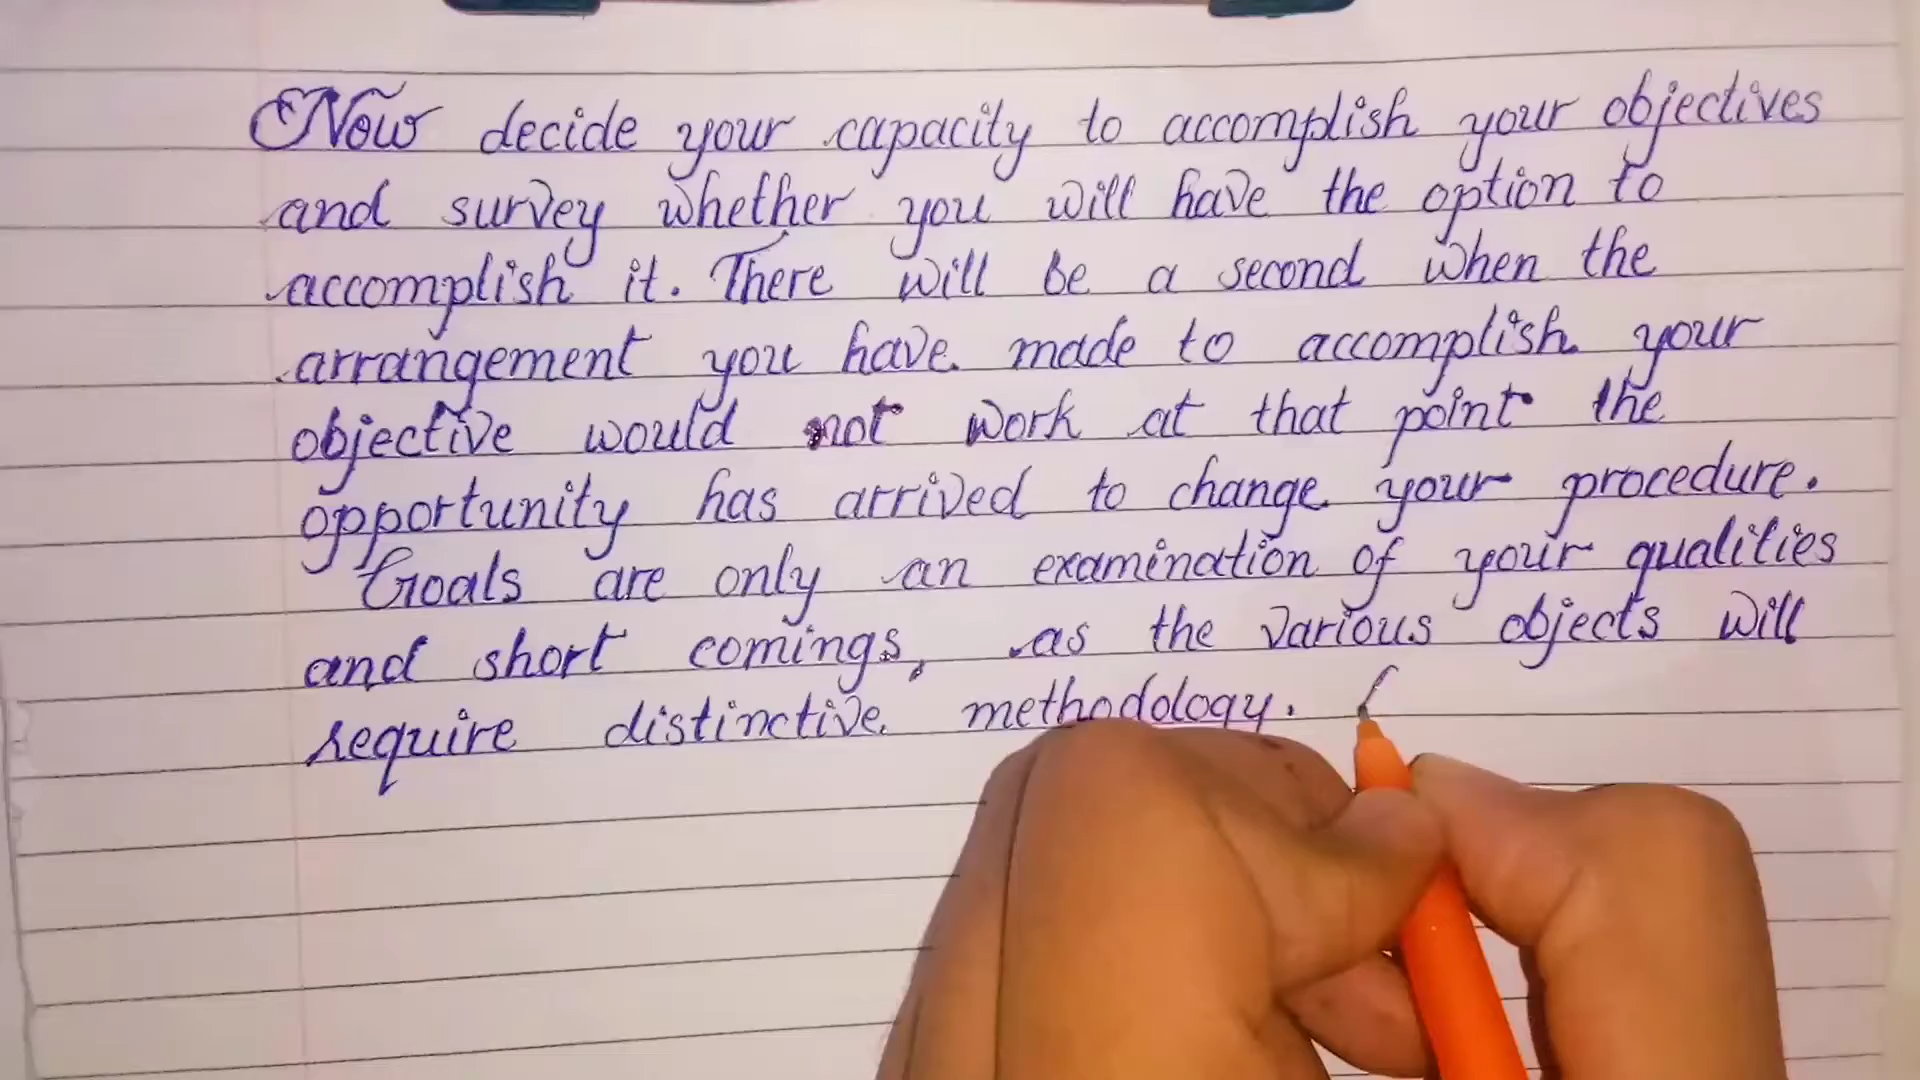 Now decide your capacity to accomplish your objectives
and survey whether you will have the option to
accomplish it. There will be a second when the
arrangement you have made to accomplish your
objective would not work at that point the
opportunity has arrived to change your procedure.
Goals are only an examination of your qualities
and short comings, as the various objects will
require distinctive methodology.